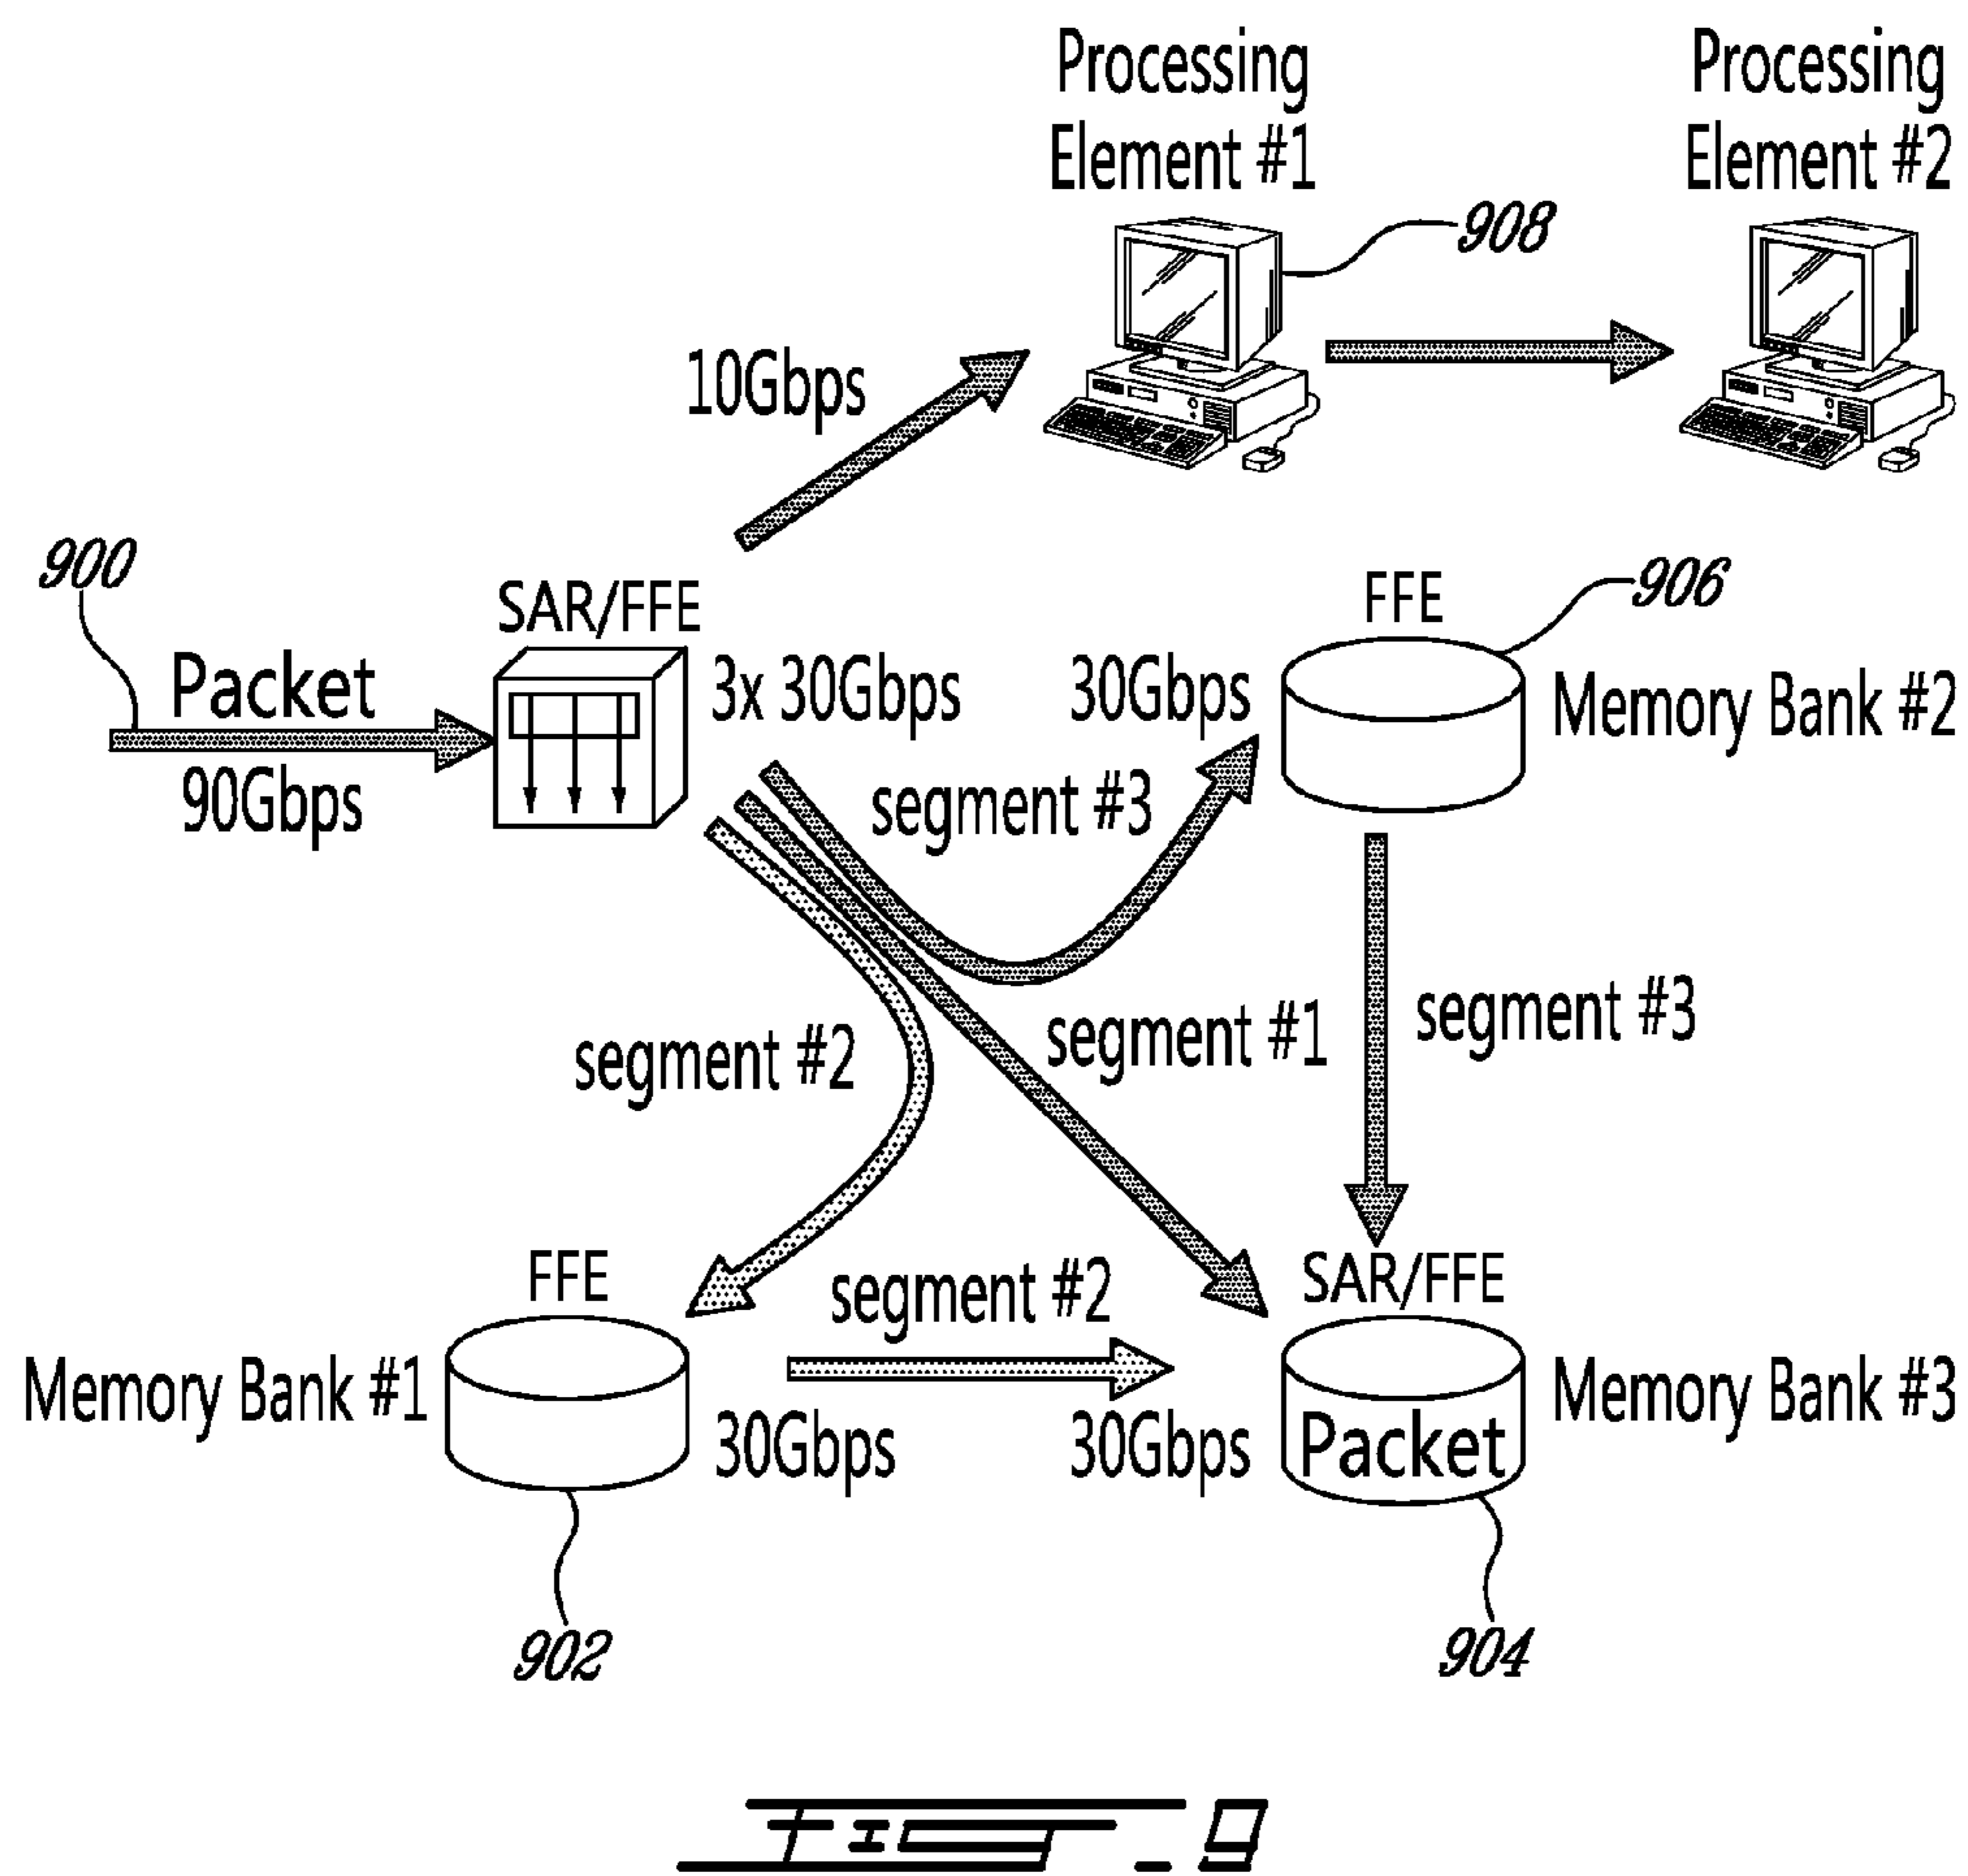 Processing
Element #1
Processing
Element #2
908
10Gbps
900
SAR/FFE
FFE
906
Packet
90Gbps
3x 30Gbps
30Gbps
Memory Bank #2
segment #3
segment #2
segment #1
segment #3
FFE
segment #2
SAR/FFE
Memory Bank #1
30Gbps
30Gbps
Packet
Memory Bank #3
902
904
FIG_9